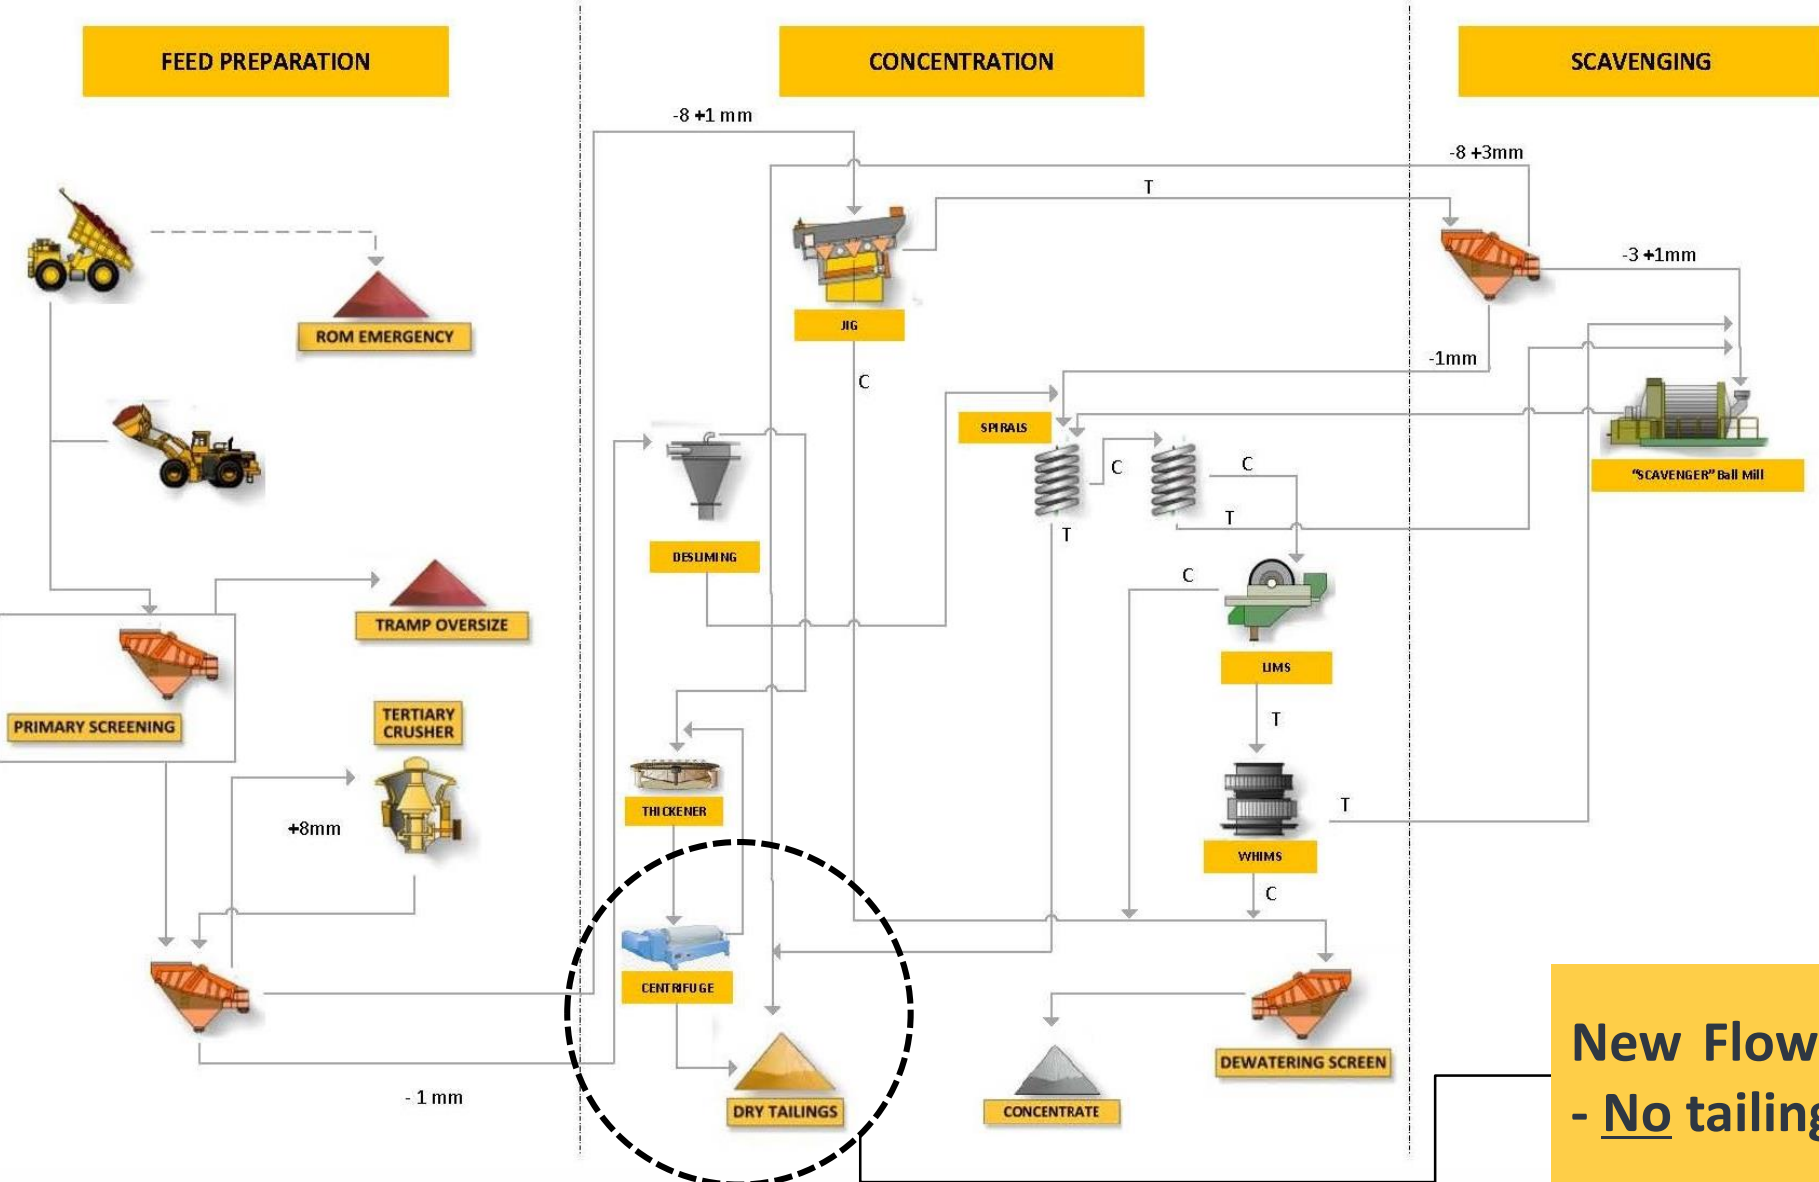 FEED PREPARATION
CONCENTRATION
SCAVENGING
-8 +1 mm
-8 +3mm
T
-3 +1mm
ROM EMERGENCY
JIG
-1mm
C
SPIRALS
C
C
"SCAVENGER" Ball Mill
T
T
DESLIMING
C
TRAMP OVERSIZE
LIMS
PRIMARY SCREENING
TERTIARY
CRUSHER
T
THICKENER
T
+8mm
WHIMS
C
CENTRIFUGE
New Flow
DEWATERING SCREEN
- 1 mm
DRY TAILINGS
CONCENTRATE
- No tailing